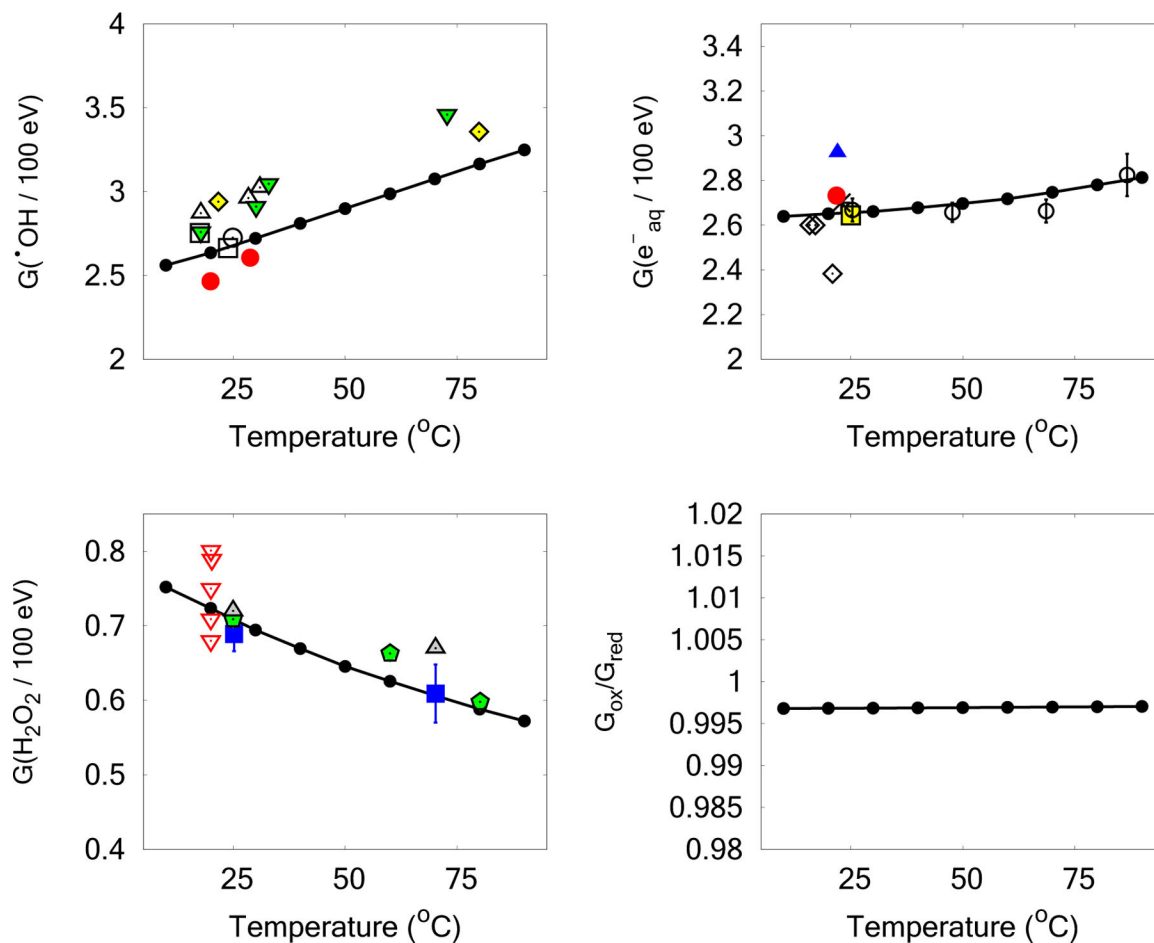 4
3.5
3
2.5
2
G(•OH / 100 eV)
25 50 75
Temperature (°C)
3.4
3.2
3
2.8
2.6
2.4
2.2
2
G(e⁻aq / 100 eV)
25 50 75
Temperature (°C)
0.8
0.7
0.6
0.5
0.4
G(H₂O₂ / 100 eV)
25 50 75
Temperature (°C)
1.02
1.015
1.01
1.005
1
0.995
0.99
0.985
0.98
Gox/Gred
25 50 75
Temperature (°C)